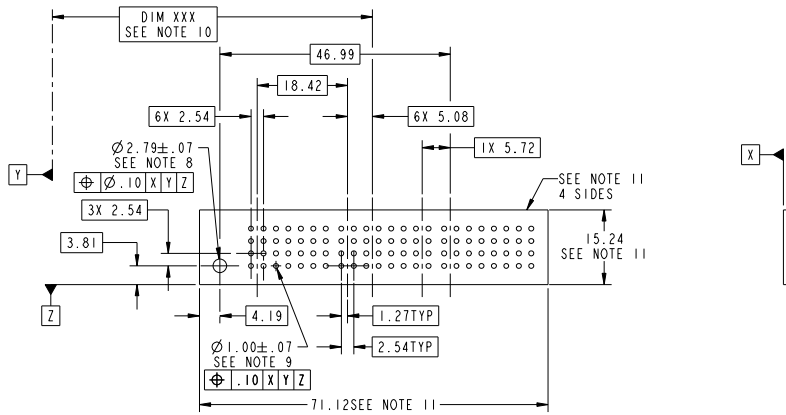 DIM XXX
SEE NOTE 10
46.99
18.42
6X 2.54
6X 5.08
Ø2.79±.07
SEE NOTE 8
1X 5.72
Y
X
⌖ Ø.10 X Y Z
SEE NOTE 11
4 SIDES
3X 2.54
3.81
15.24
SEE NOTE 11
Z
4.19
1.27TYP
Ø1.00±.07
SEE NOTE 9
2.54TYP
⌖ .10 X Y Z
71.12SEE NOTE 11